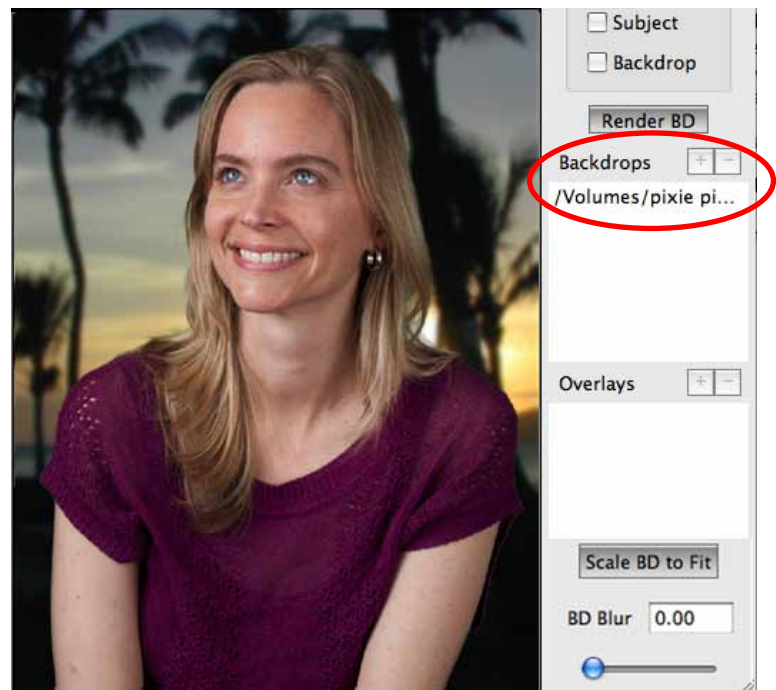 Subject
Backdrop
Render BD
Backdrops + −
/Volumes/pixie pi...
Overlays + −
Scale BD to Fit
BD Blur 0.00